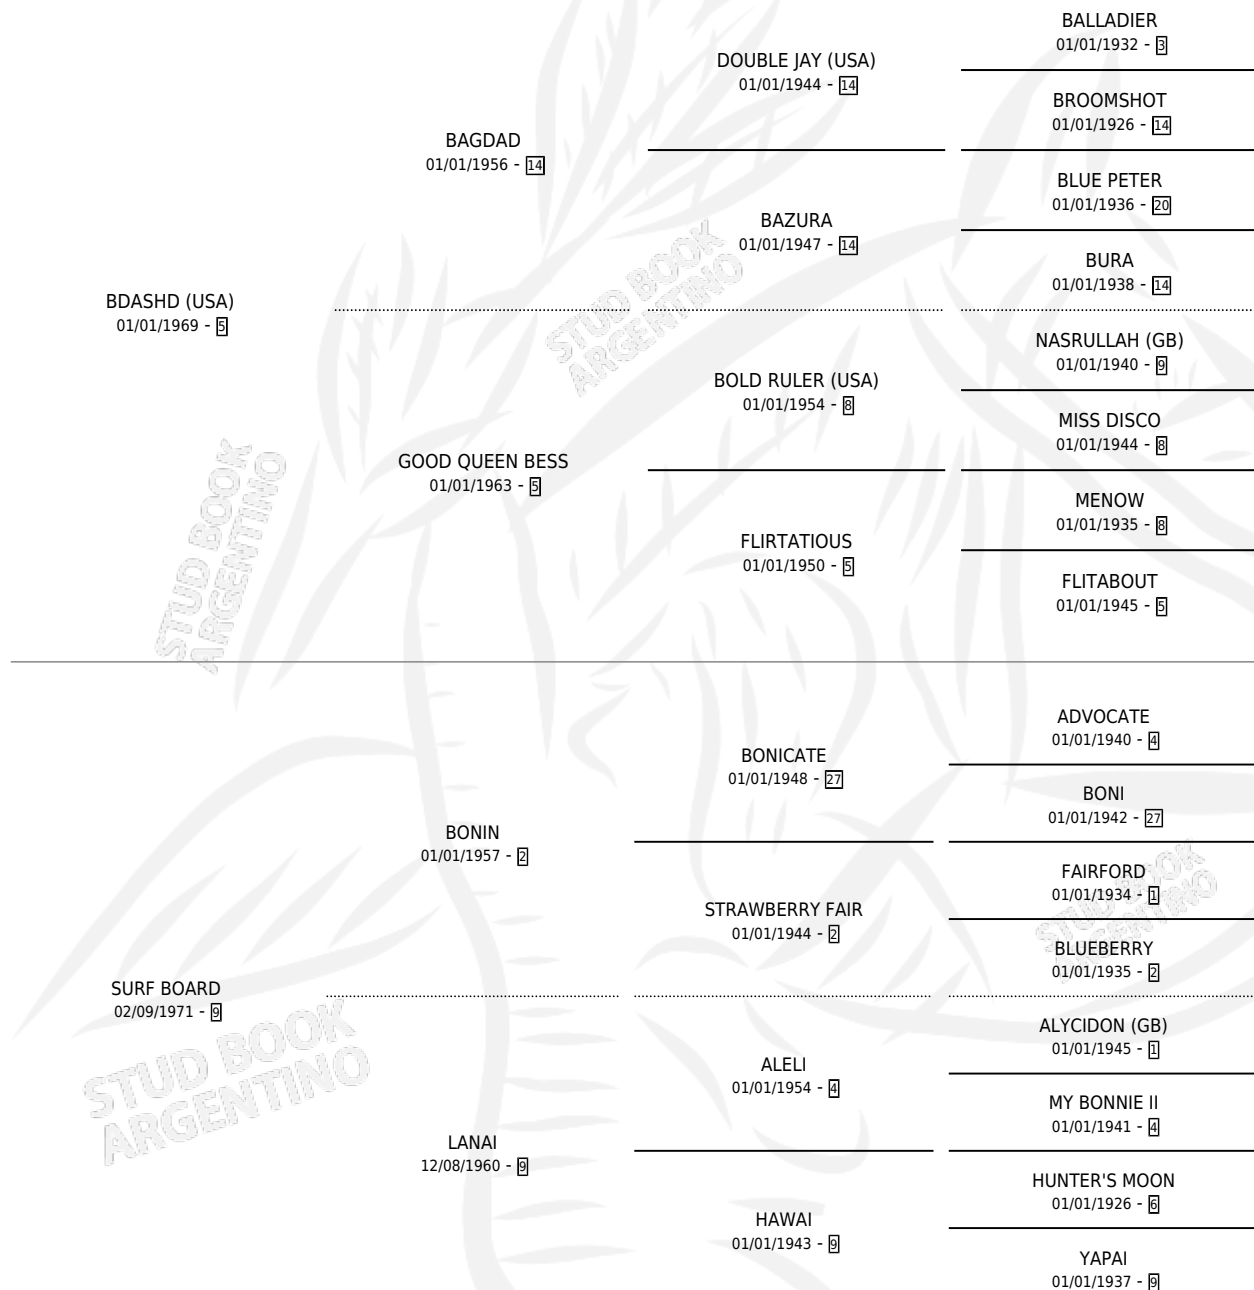 BALLADIER
01/01/1932 - 3
DOUBLE JAY (USA)
01/01/1944 - 14
BROOMSHOT
01/01/1926 - 14
BAGDAD
01/01/1956 - 14
BLUE PETER
01/01/1936 - 20
BAZURA
01/01/1947 - 14
BURA
01/01/1938 - 14
BDASHD (USA)
01/01/1969 - 5
STUD BOOK
ARGENTINO
NASRULLAH (GB)
01/01/1940 - 9
BOLD RULER (USA)
01/01/1954 - 8
MISS DISCO
01/01/1944 - 8
GOOD QUEEN BESS
01/01/1963 - 5
MENOW
01/01/1935 - 8
FLIRTATIOUS
01/01/1950 - 5
FLITABOUT
01/01/1945 - 5
STUD BOOK
ARGENTINO
ADVOCATE
01/01/1940 - 4
BONICATE
01/01/1948 - 27
BONI
01/01/1942 - 27
BONIN
01/01/1957 - 2
FAIRFORD
01/01/1934 - 1
STRAWBERRY FAIR
01/01/1944 - 2
STUD BOOK
ARGENTINO
BLUEBERRY
01/01/1935 - 2
SURF BOARD
02/09/1971 - 9
ALYCIDON (GB)
01/01/1945 - 1
ALELI
01/01/1954 - 4
STUD BOOK
ARGENTINO
MY BONNIE II
01/01/1941 - 4
LANAI
12/08/1960 - 9
HUNTER'S MOON
01/01/1926 - 6
HAWAI
01/01/1943 - 9
YAPAI
01/01/1937 - 9